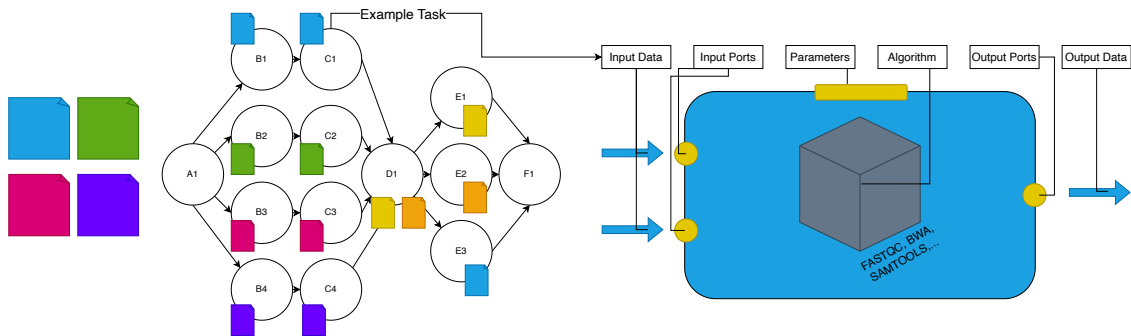 Example Task
B1
C1
B2
C2
A1
B3
C3
B4
C4
D1
E1
E2
E3
F1
Input Data
Input Ports
Parameters
Algorithm
Output Ports
Output Data
FASTQC, BWA,
SAMTOOLS,...